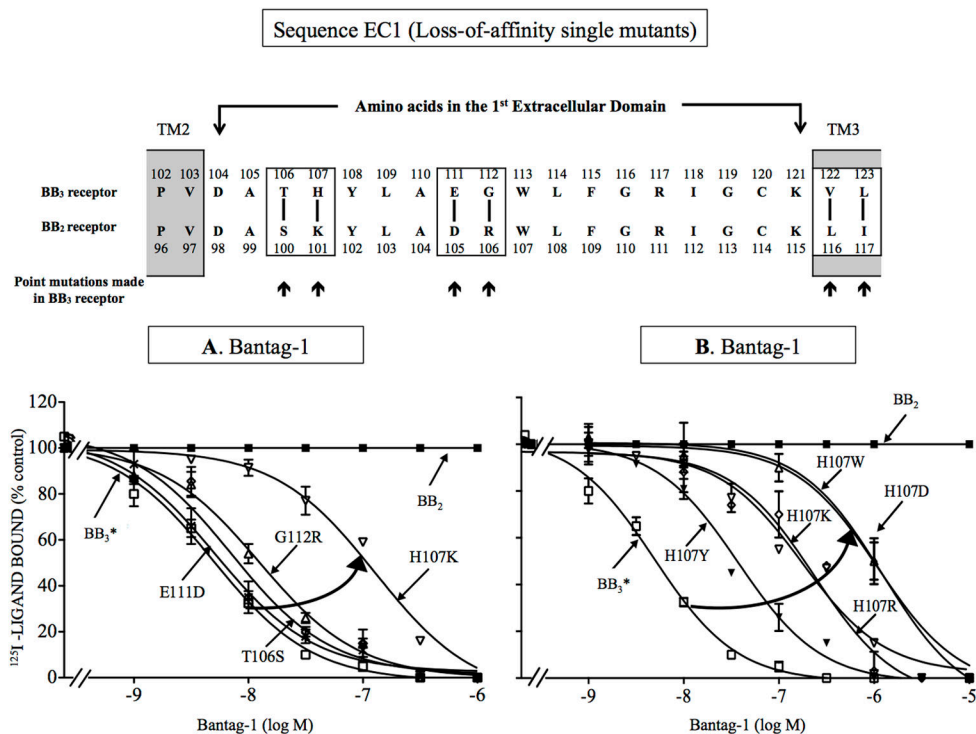 Sequence EC1 (Loss-of-affinity single mutants)
Amino acids in the 1st Extracellular Domain
TM2
TM3
102 103 104 105 106 107 108 109 110 111 112 113 114 115 116 117 118 119 120 121 122 123
BB3 receptor P V D A T H Y L A E G W L F G R I G C K V L
BB2 receptor P V D A S K Y L A D R W L F G R I G C K L I
96 97 98 99 100 101 102 103 104 105 106 107 108 109 110 111 112 113 114 115 116 117
Point mutations made
in BB3 receptor
A. Bantag-1
B. Bantag-1
125I -LIGAND BOUND (% control)
120
100
80
60
40
20
0
BB2
BB3*
G112R
H107K
E111D
T106S
-9 -8 -7 -6
Bantag-1 (log M)
BB2
H107W
H107D
H107K
H107Y
BB3*
H107R
-9 -8 -7 -6 -5
Bantag-1 (log M)